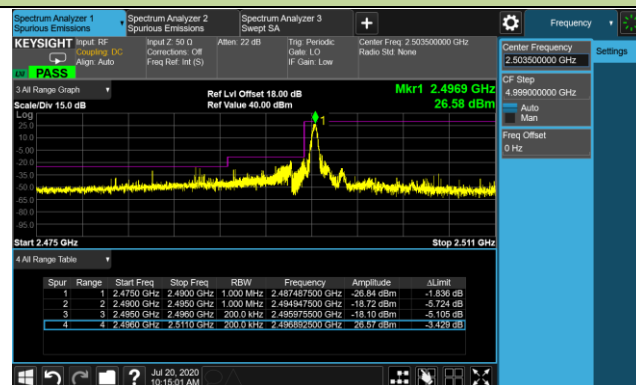 Spectrum Analyzer 1
Spurious Emissions
Spectrum Analyzer 2
Spurious Emissions
Spectrum Analyzer 3
Swept SA
Frequency
KEYSIGHT
Input: RF
Coupling: DC
Align: Auto
Input Z: 50 Ω
Corrections: Off
Freq Ref: Int (S)
Atten: 22 dB
Trig: Periodic
Gate: LO
IF Gain: Low
Center Freq: 2.503500000 GHz
Radio Std: None
PASS
Center Frequency
2.503500000 GHz
Settings
CF Step
4.999000000 GHz
Auto
Man
Freq Offset
0 Hz
3 All Range Graph
Scale/Div 15.0 dB
Ref Lvl Offset 18.00 dB
Ref Value 40.00 dBm
Mkr1 2.4969 GHz
26.58 dBm
Log
25.0
10.0
-5.00
-20.0
-35.0
-50.0
-65.0
-80.0
-95.0
1
Start 2.475 GHz
Stop 2.511 GHz
4 All Range Table
Spur Range Start Freq Stop Freq RBW Frequency Amplitude ΔLimit
1 1 2.4750 GHz 2.4900 GHz 1.000 MHz 2.487487500 GHz -26.84 dBm -1.836 dB
2 2 2.4900 GHz 2.4950 GHz 1.000 MHz 2.494947500 GHz -18.72 dBm -5.724 dB
3 3 2.4950 GHz 2.4960 GHz 200.0 kHz 2.495975500 GHz -18.10 dBm -5.105 dB
4 4 2.4960 GHz 2.5110 GHz 200.0 kHz 2.496892500 GHz 26.57 dBm -3.429 dB
Jul 20, 2020
10:15:01 AM